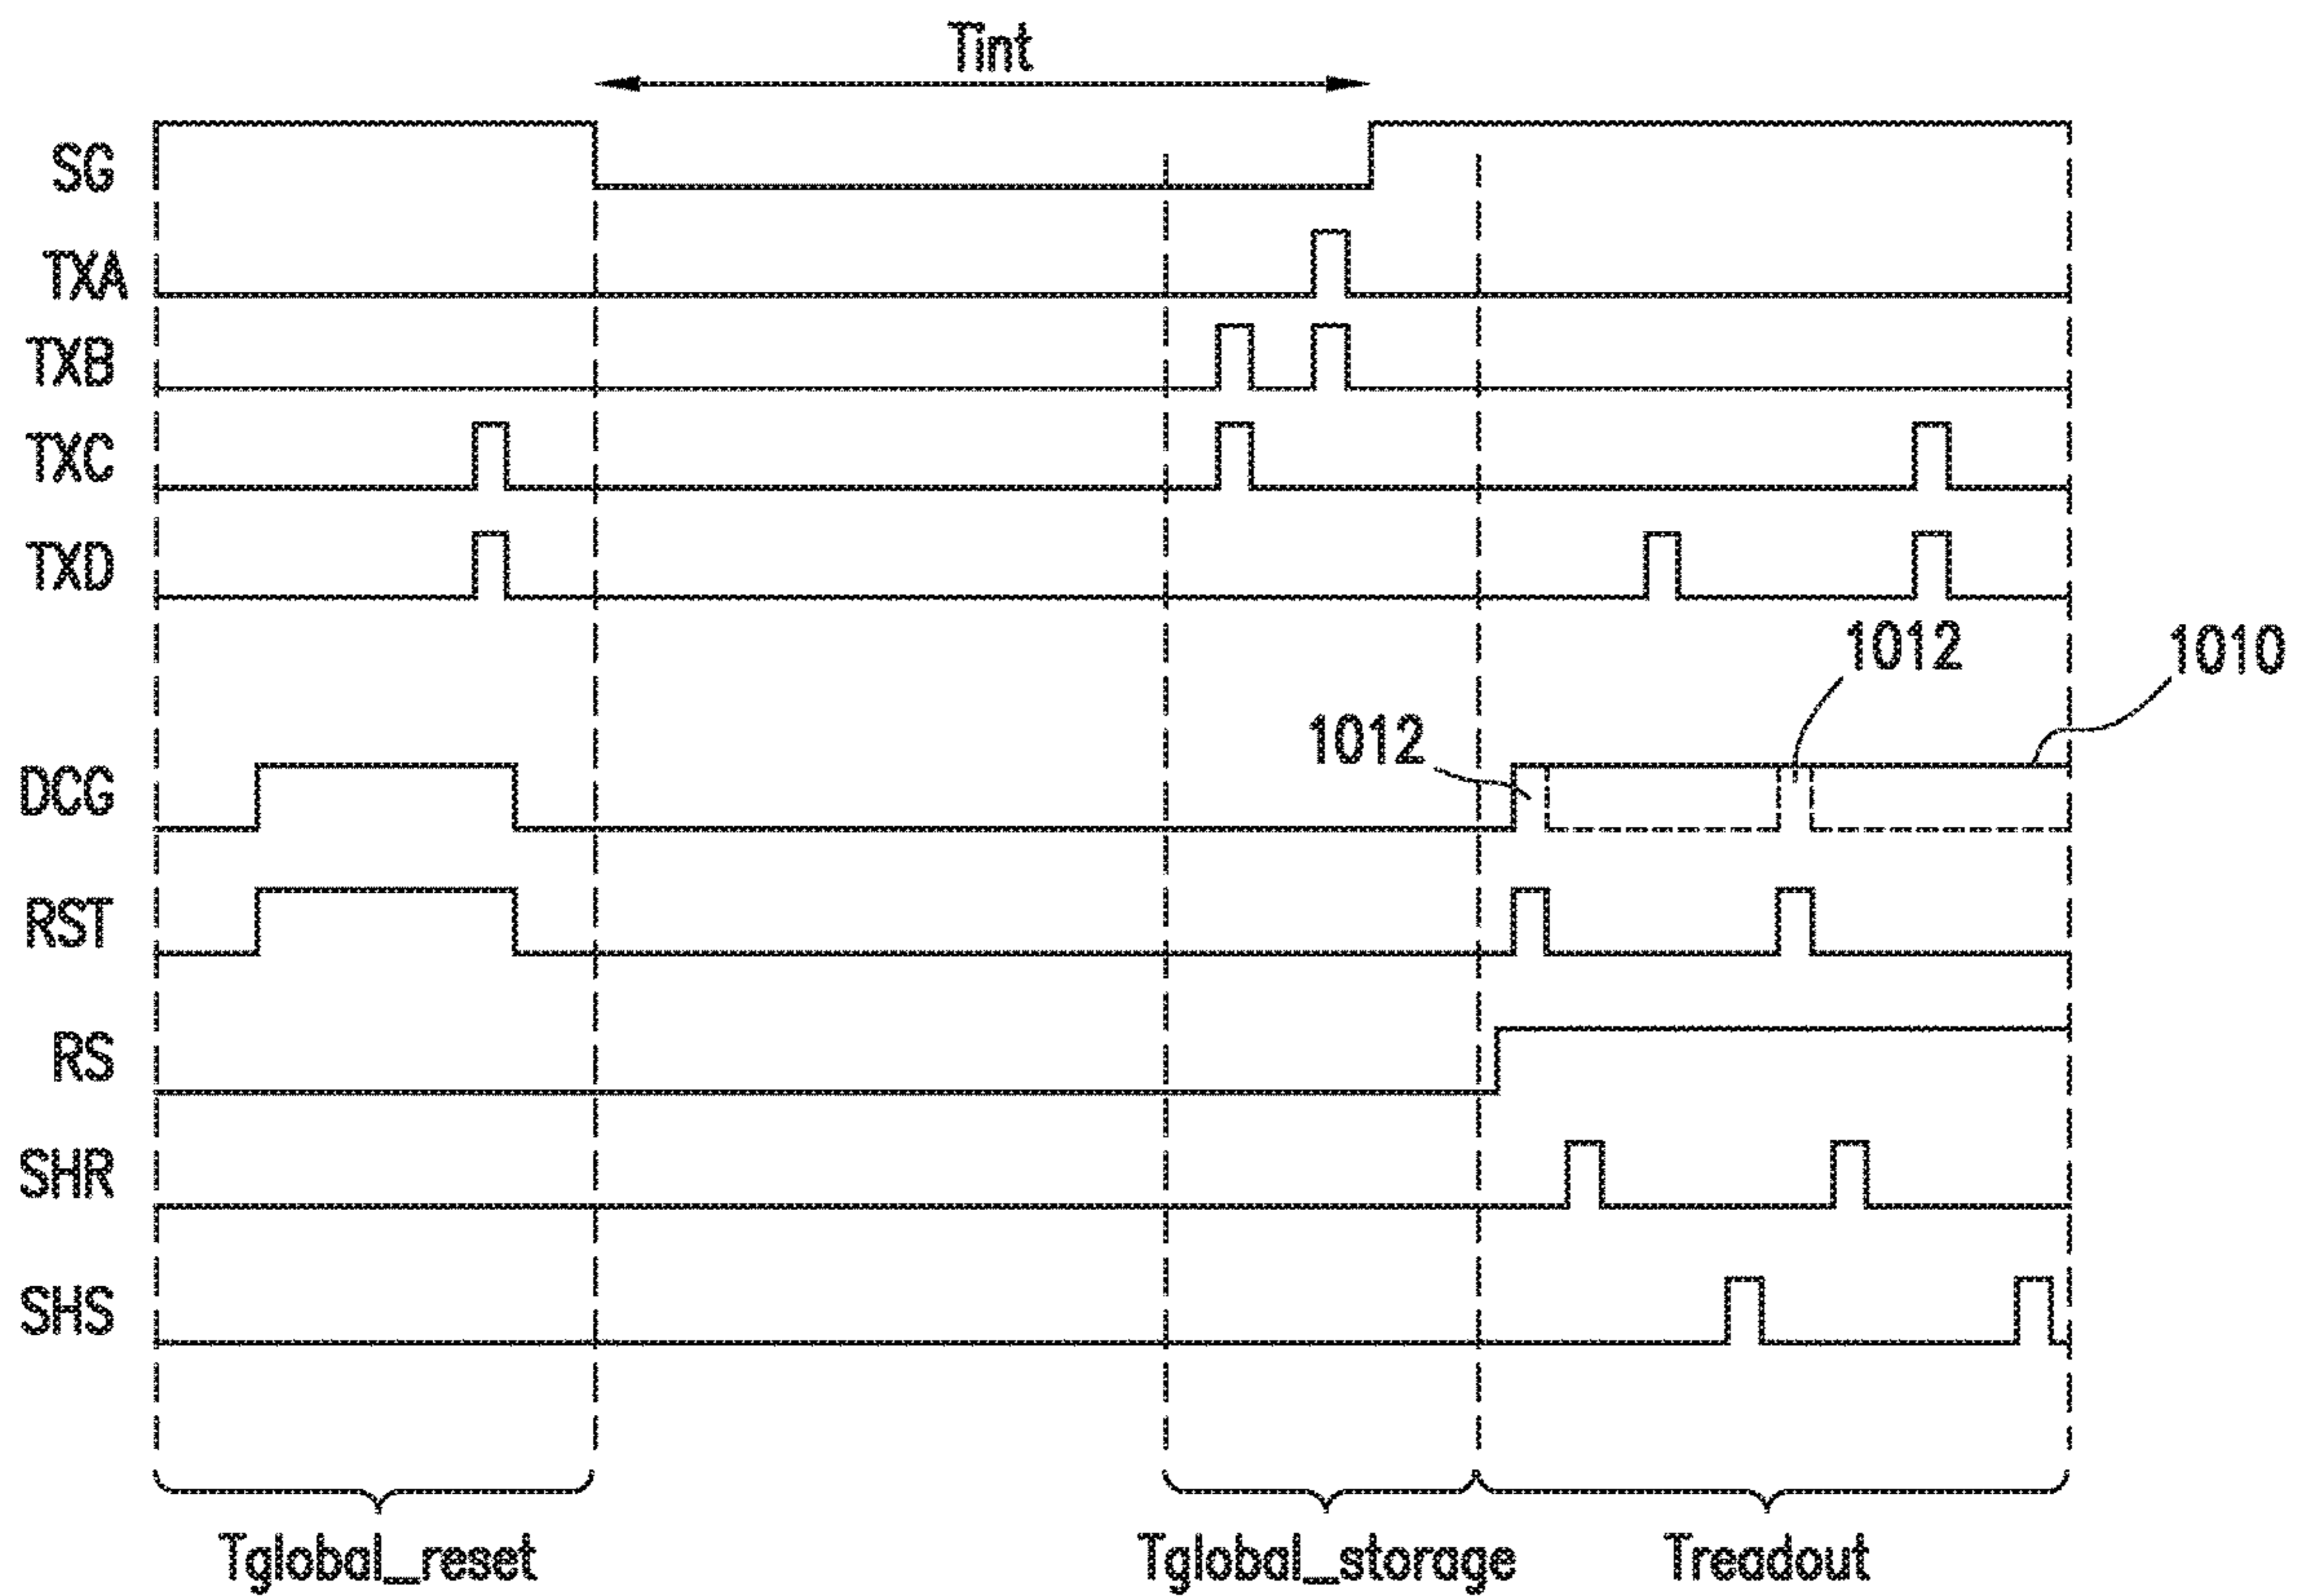 Tint
SG
TXA
TXB
TXC
TXD
1012
1010
1012
DCG
RST
RS
SHR
SHS
Tglobal_reset
Tglobal_storage
Treadout